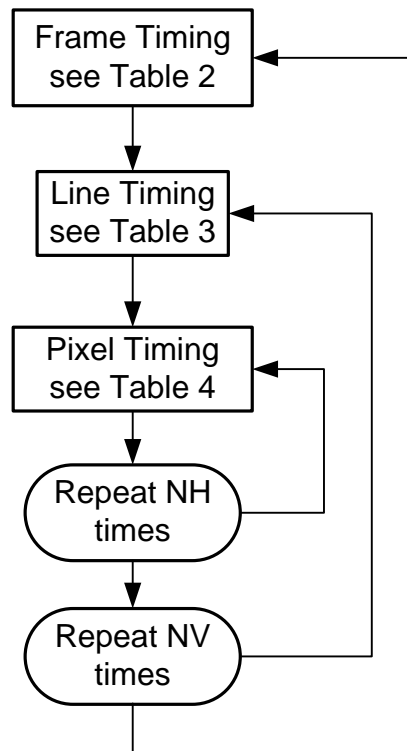 Frame Timing
see Table 2
Line Timing
see Table 3
Pixel Timing
see Table 4
Repeat NH
times
Repeat NV
times